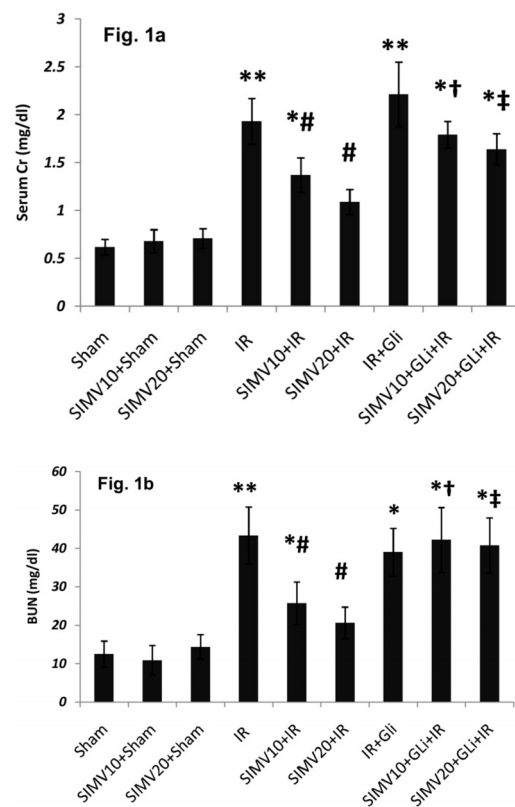 Fig. 1a
Serum Cr (mg/dl)
3
2.5
2
1.5
1
0.5
0
**
*#
#
**
*†
*‡
Sham
SIMV10+Sham
SIMV20+Sham
IR
SIMV10+IR
SIMV20+IR
IR+Gli
SIMV10+GLi+IR
SIMV20+GLi+IR
Fig. 1b
BUN (mg/dl)
60
50
40
30
20
10
0
**
*#
#
*
*†
*‡
Sham
SIMV10+Sham
SIMV20+Sham
IR
SIMV10+IR
SIMV20+IR
IR+Gli
SIMV10+GLi+IR
SIMV20+GLi+IR